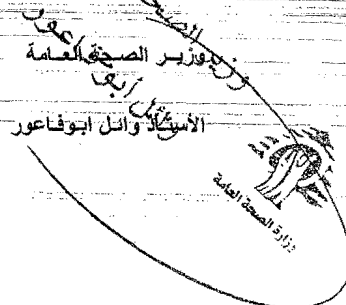 وزير الصحة العامة
الأستاذ وائل ابوفاعور
وزارة الصحة العامة